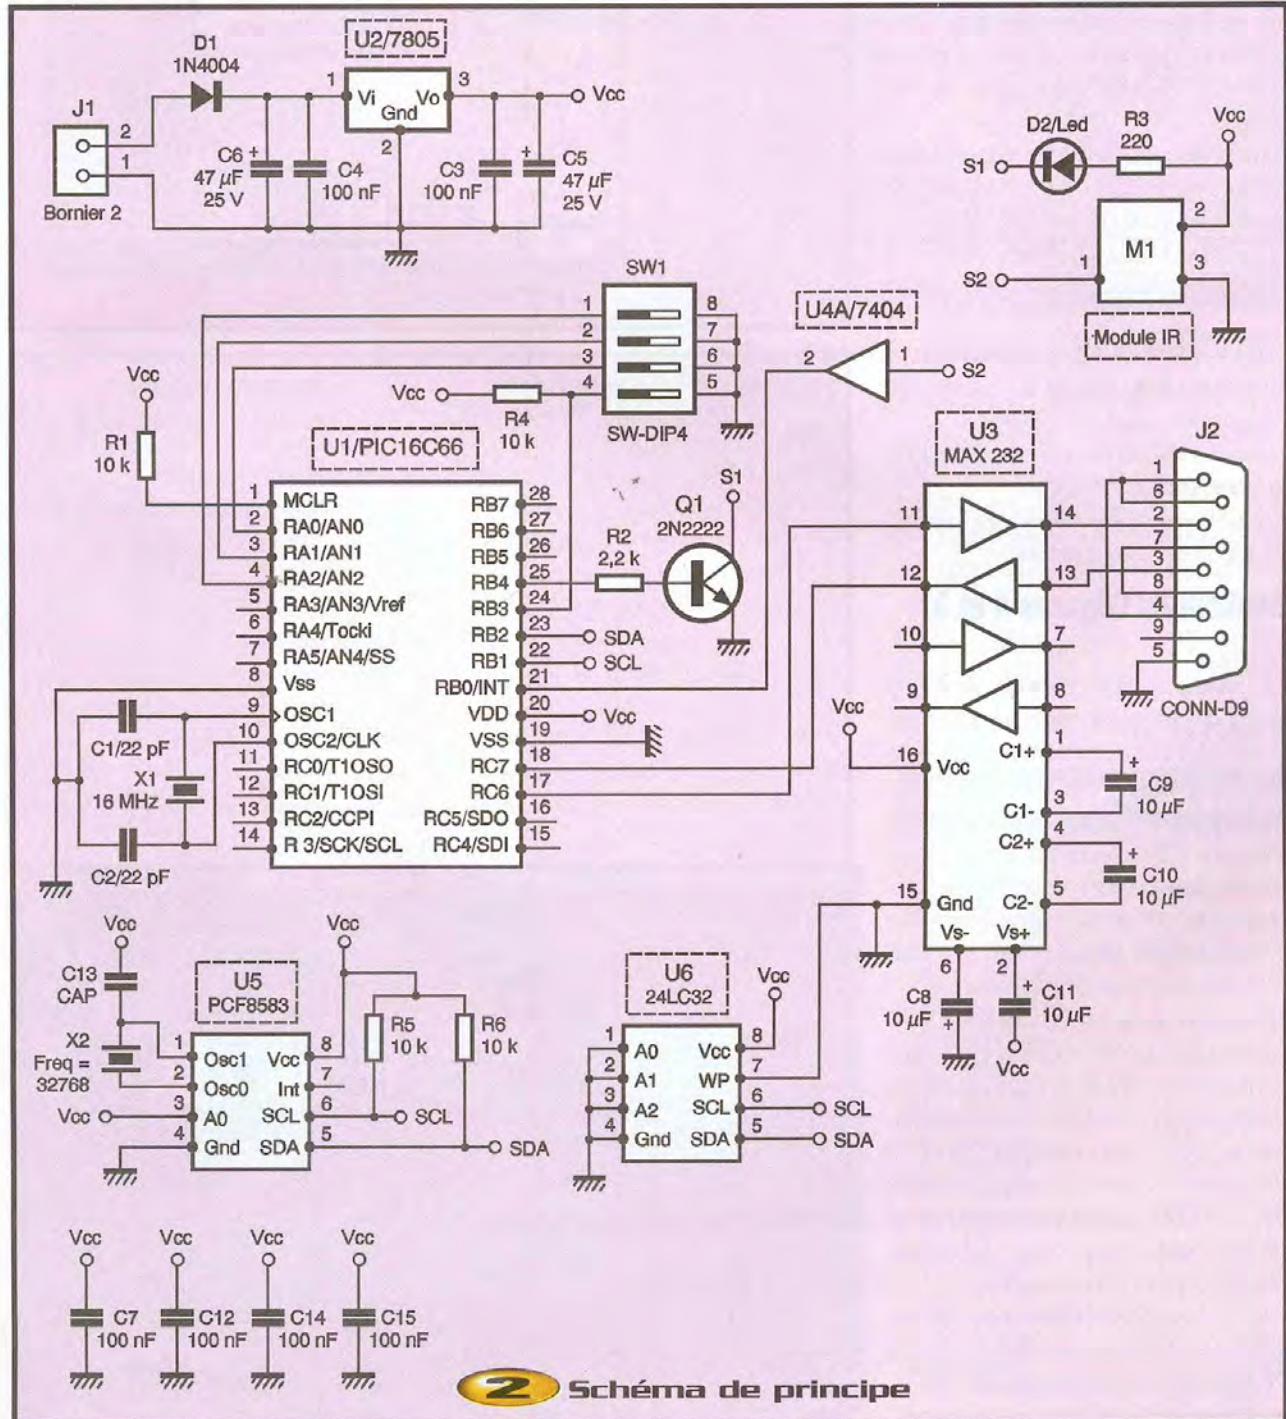 U2/7805
D1
1N4004
1
3
Vi
Vo
Gnd
2
Vcc
J1
2
1
Bornier 2
C6
47 µF
25 V
+
C4
100 nF
C3
100 nF
+
C5
47 µF
25 V
D2/Led
R3
220
Vcc
S1
M1
2
1
3
S2
Module IR
SW1
1
2
3
4
8
7
6
5
SW-DIP4
Vcc
R4
10 k
U4A/7404
2
1
S2
Vcc
R1
10 k
U1/PIC16C66
1 MCLR
2 RA0/AN0
3 RA1/AN1
4 RA2/AN2
5 RA3/AN3/Vref
6 RA4/Tocki
7 RA5/AN4/SS
8 Vss
9 OSC1
10 OSC2/CLK
11 RC0/T1OSO
12 RC1/T1OSI
13 RC2/CCPI
14 R 3/SCK/SCL
RB7 28
RB6 27
RB5 26
RB4 25
RB3 24
RB2 23
RB1 22
RB0/INT 21
VDD 20
VSS 19
RC7 18
RC6 17
RC5/SDO 16
RC4/SDI 15
SDA
SCL
Vcc
R2
2,2 k
Q1
2N2222
S1
C1/22 pF
X1
16 MHz
C2/22 pF
U3
MAX 232
11
14
12
13
10
7
9
8
16 Vcc
15 Gnd
C1+ 1
C1- 3
C2+ 4
C2- 5
Vs-
Vs+
6
2
Vcc
+
C9
10 µF
+
C10
10 µF
C8
10 µF
+
+
C11
10 µF
Vcc
J2
1
6
2
7
3
8
4
9
5
CONN-D9
Vcc
C13
CAP
X2
Freq =
32768
Vcc
U5
PCF8583
1 Osc1
2 Osc0
3 A0
4 Gnd
Vcc 8
Int 7
SCL 6
SDA 5
Vcc
R5
10 k
R6
10 k
SCL
SDA
U6
24LC32
1 A0
2 A1
3 A2
4 Gnd
Vcc 8
WP 7
SCL 6
SDA 5
Vcc
SCL
SDA
Vcc
C7
100 nF
Vcc
C12
100 nF
Vcc
C14
100 nF
Vcc
C15
100 nF
2 Schéma de principe